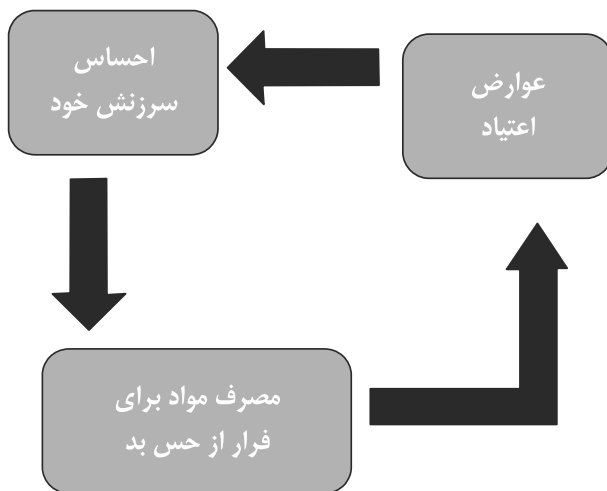 عوارض
اعتیاد
احساس
سرزنش خود
مصرف مواد برای
فرار از حس بد